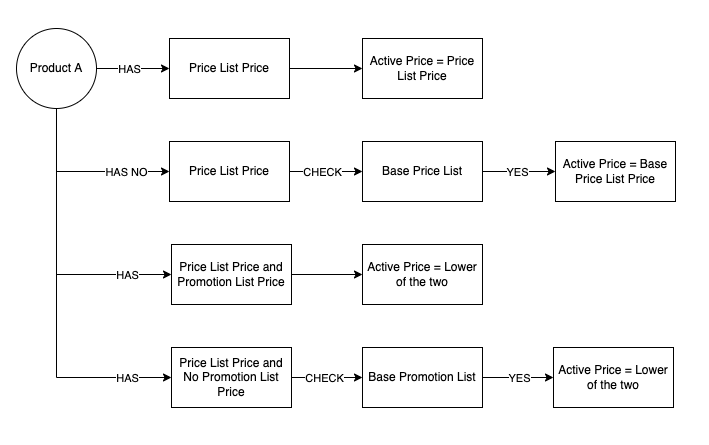 Product A
HAS
Price List Price
Active Price = Price
List Price
HAS NO
Price List Price
CHECK
Base Price List
YES
Active Price = Base
Price List Price
HAS
Price List Price and
Promotion List Price
Active Price = Lower
of the two
HAS
Price List Price and
No Promotion List
Price
CHECK
Base Promotion List
YES
Active Price = Lower
of the two